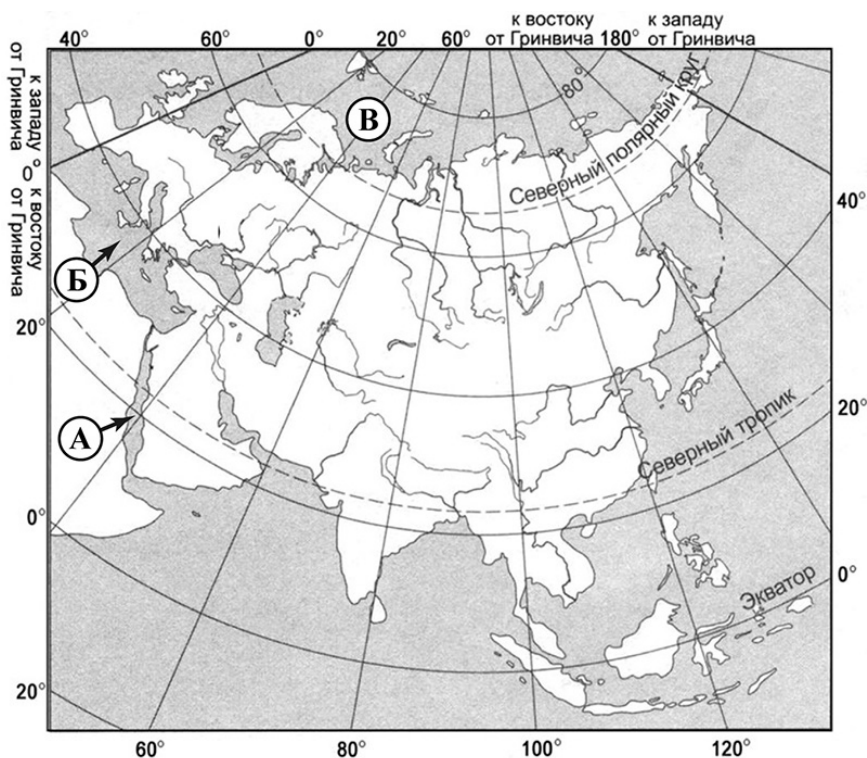 к востоку к западу
40° 60° 0° 20° 60° от Гринвича 180° от Гринвича
80°
Северный полярный круг
к западу
от Гринвича
0°
к востоку
от Гринвича
В
40°
Б
20°
А
20°
Северный тропик
0°
0°
Экватор
20°
60° 80° 100° 120°